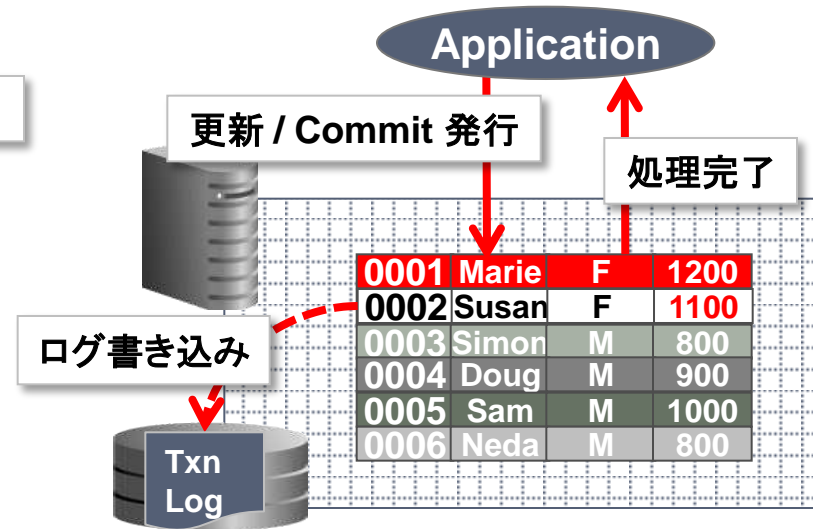 Application
更新 / Commit 発行
処理完了
0001 Marie F 1200
0002 Susan F 1100
ログ書き込み
0003 Simon M 800
0004 Doug M 900
0005 Sam M 1000
0006 Neda M 800
Txn
Log